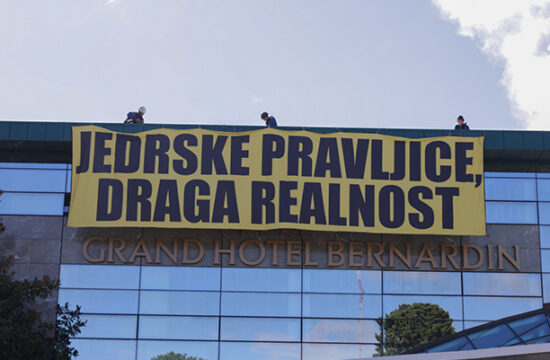 JEDRSKE PRAVLJICE,
DRAGA REALNOST
GRAND HOTEL BERNARDIN